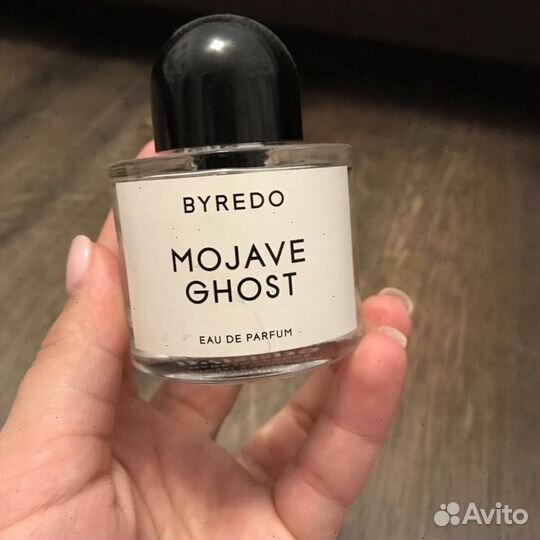 BYREDO
MOJAVE
GHOST
EAU DE PARFUM
Avito